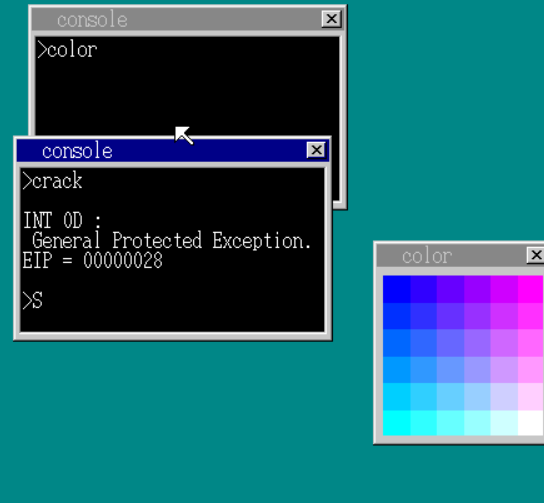 console
>color
console
>crack
INT 0D :
General Protected Exception.
EIP = 00000028
>S
color